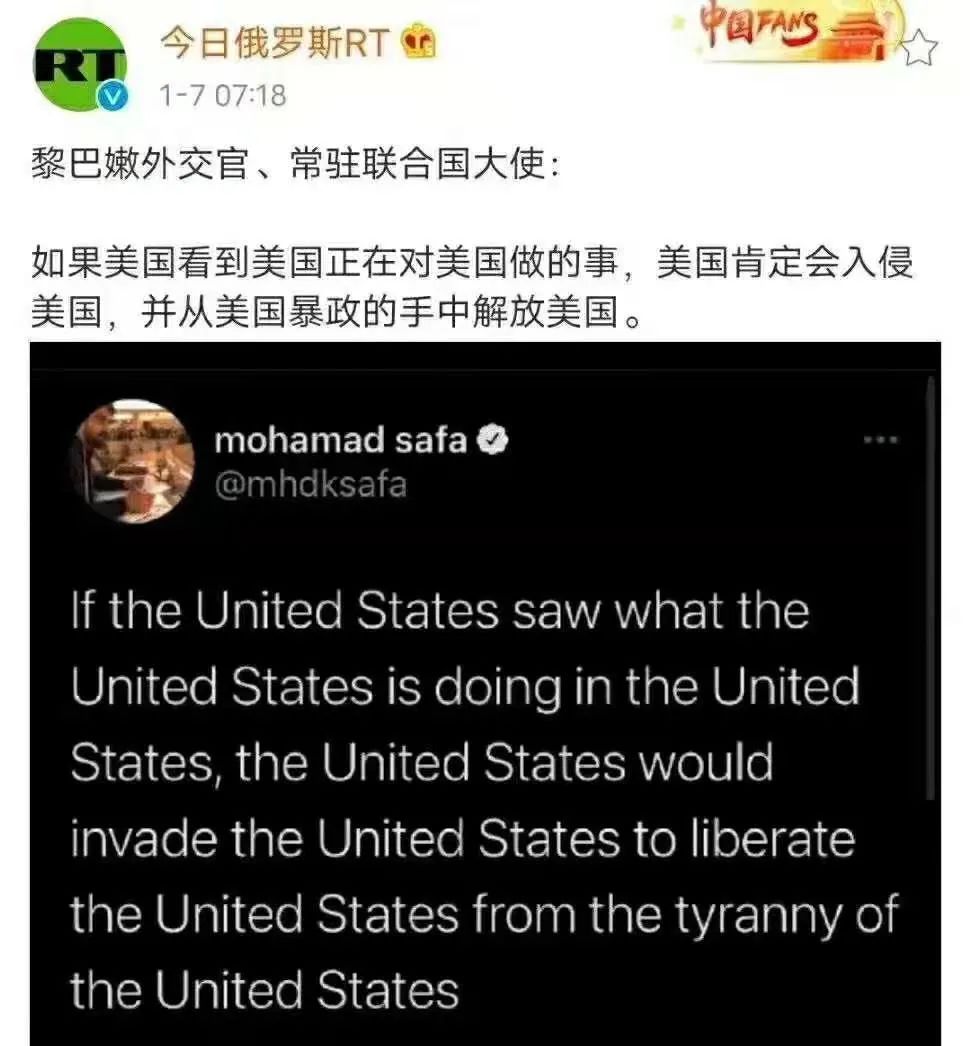 RT
今日俄罗斯RT
中国FANS
1-7 07:18
黎巴嫩外交官、常驻联合国大使：
如果美国看到美国正在对美国做的事，美国肯定会入侵
美国，并从美国暴政的手中解放美国。
mohamad safa
@mhdksafa
If the United States saw what the
United States is doing in the United
States, the United States would
invade the United States to liberate
the United States from the tyranny of
the United States